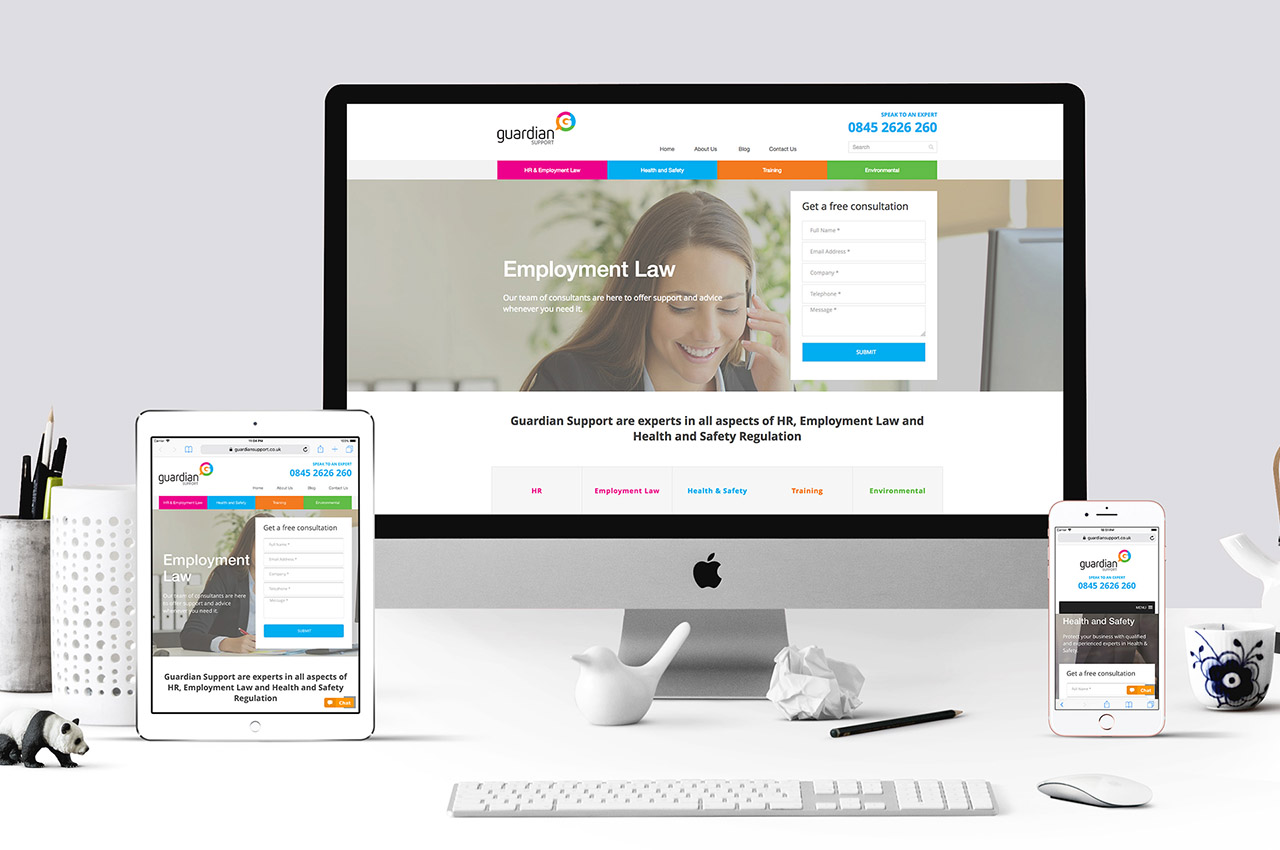 guardian
SUPPORT
G
SPEAK TO AN EXPERT
0845 2626 260
Home About Us Blog Contact Us
Search
HR & Employment Law Health and Safety Training Environmental
Employment Law
Our team of consultants are here to offer support and advice
whenever you need it.
Get a free consultation
Full Name *
Email Address *
Company *
Telephone *
Message *
SUBMIT
Guardian Support are experts in all aspects of HR, Employment Law and
Health and Safety Regulation
HR Employment Law Health & Safety Training Environmental
Carrier 11:04 PM 100%
guardiansupport.co.uk
guardian
SUPPORT
G
SPEAK TO AN EXPERT
0845 2626 260
Home About Us Blog Contact Us
HR & Employment Law Health and Safety Training Environmental
Employment
Law
Our team of consultants are here
to offer support and advice
whenever you need it.
Get a free consultation
Full Name *
Email Address *
Company *
Telephone *
Message *
SUBMIT
Guardian Support are experts in all aspects of
HR, Employment Law and Health and Safety
Regulation
Chat
Carrier
guardiansupport.co.uk
guardian
SUPPORT
G
SPEAK TO AN EXPERT
0845 2626 260
MENU
Health and Safety
Protect your business with qualified
and experienced experts in Health &
Safety
Get a free consultation
Full Name *
Chat